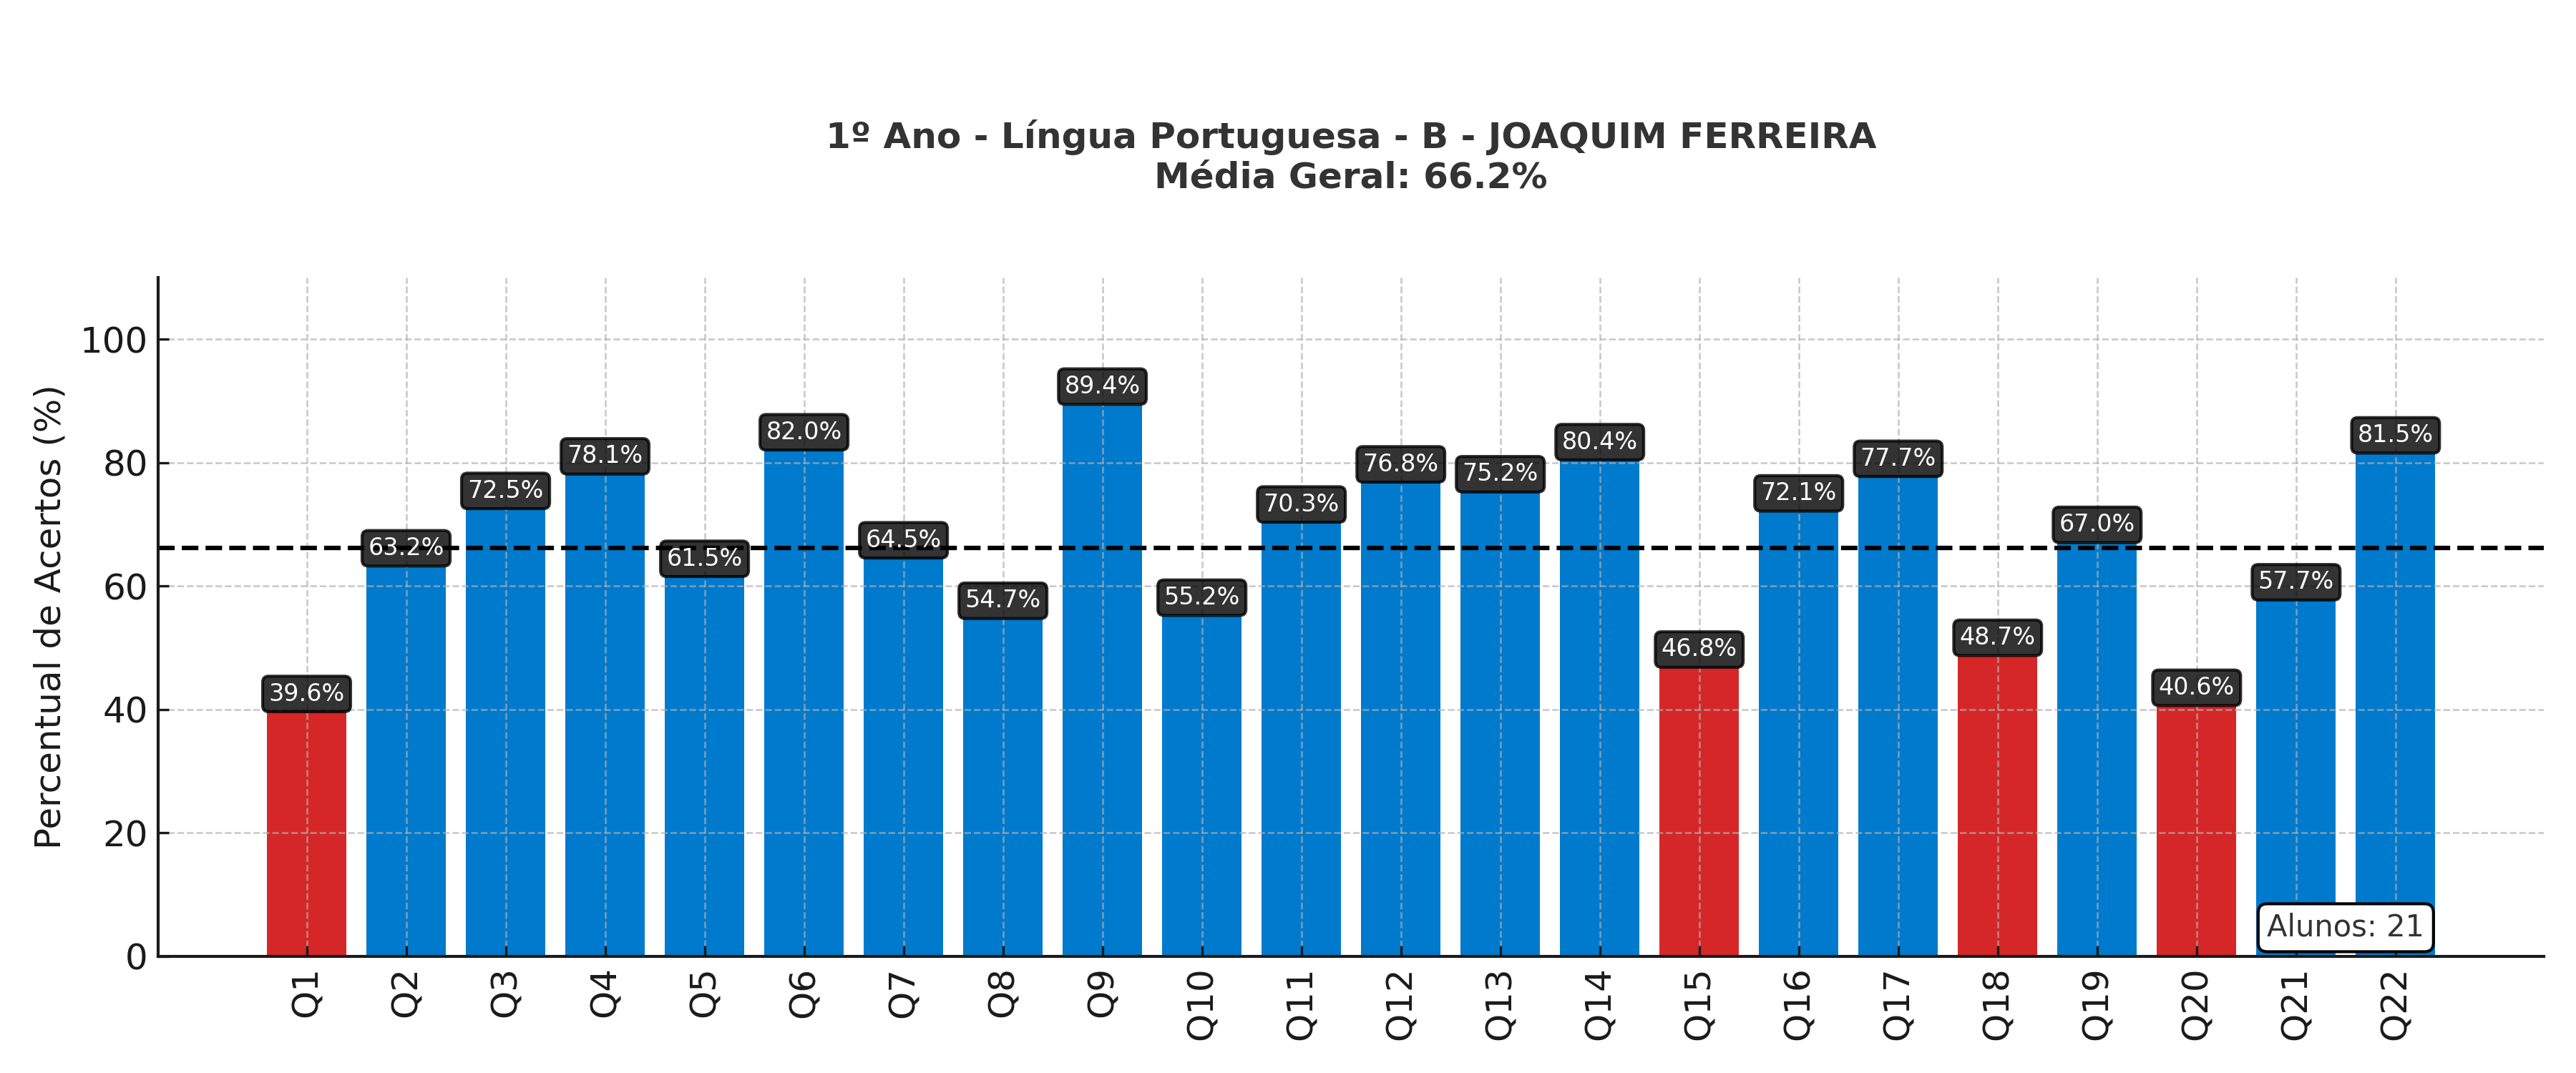 1º Ano - Língua Portuguesa - B - JOAQUIM FERREIRA
Média Geral: 66.2%
Percentual de Acertos (%)
100
80
60
40
20
0
39.6%
63.2%
72.5%
78.1%
61.5%
82.0%
64.5%
54.7%
89.4%
55.2%
70.3%
76.8%
75.2%
80.4%
46.8%
72.1%
77.7%
48.7%
67.0%
40.6%
57.7%
81.5%
Alunos: 21
Q1
Q2
Q3
Q4
Q5
Q6
Q7
Q8
Q9
Q10
Q11
Q12
Q13
Q14
Q15
Q16
Q17
Q18
Q19
Q20
Q21
Q22